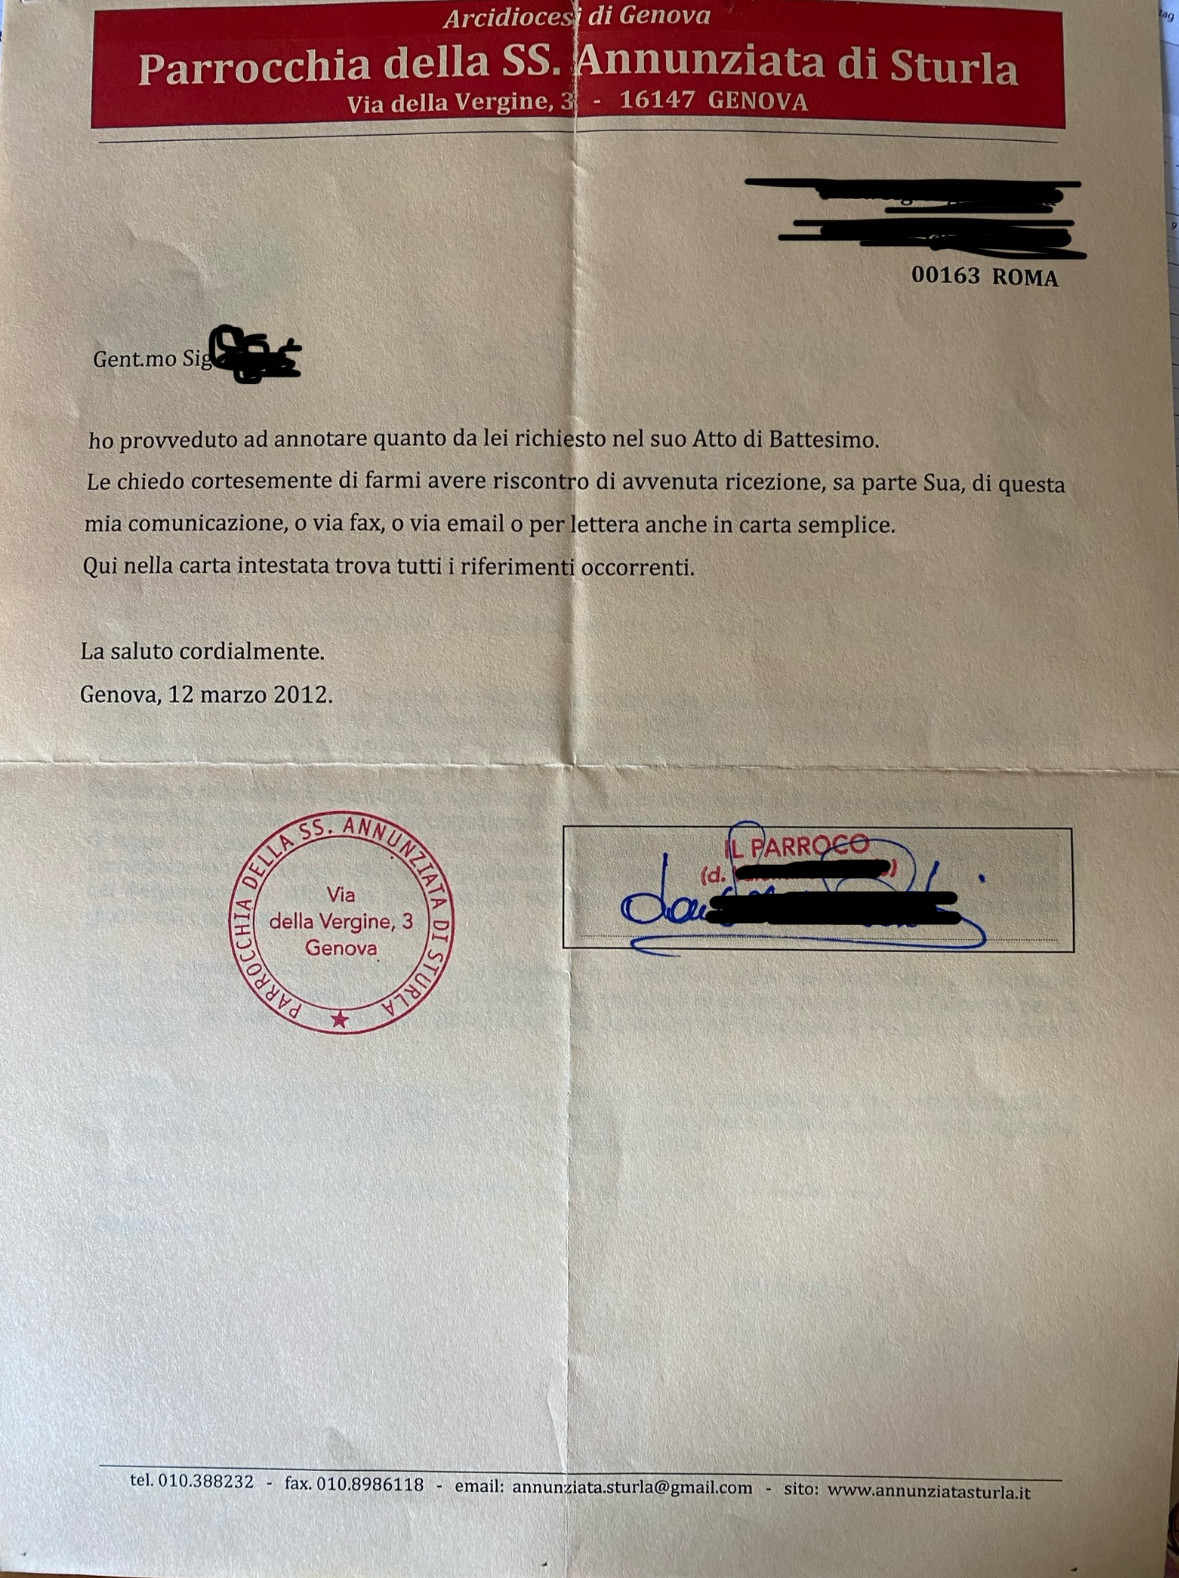 Arcidiocesi di Genova
Parrocchia della SS. Annunziata di Sturla
Via della Vergine, 3 - 16147 GENOVA
00163 ROMA
Gent.mo Sig
ho provveduto ad annotare quanto da lei richiesto nel suo Atto di Battesimo.
Le chiedo cortesemente di farmi avere riscontro di avvenuta ricezione, sa parte Sua, di questa
mia comunicazione, o via fax, o via email o per lettera anche in carta semplice.
Qui nella carta intestata trova tutti i riferimenti occorrenti.
La saluto cordialmente.
Genova, 12 marzo 2012.
PARROCCHIA DELLA SS. ANNUNZIATA DI STURLA
Via
della Vergine, 3
Genova
IL PARROCO
(d.
tel. 010.388232 - fax. 010.8986118 - email: annunziata.sturla@gmail.com - sito: www.annunziatasturla.it